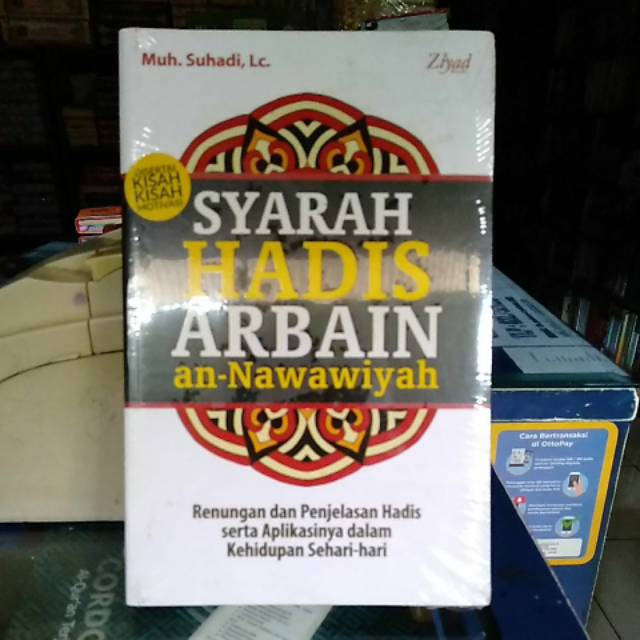 Muh. Suhadi, Lc.
Ziyad
KISAH
KISAH
SYARAH
HADIS
ARBAIN
an-Nawawiyah
Renungan dan Penjelasan Hadis
serta Aplikasinya dalam
Kehidupan Sehari-hari
Cara Bertransaksi
di OttoPay